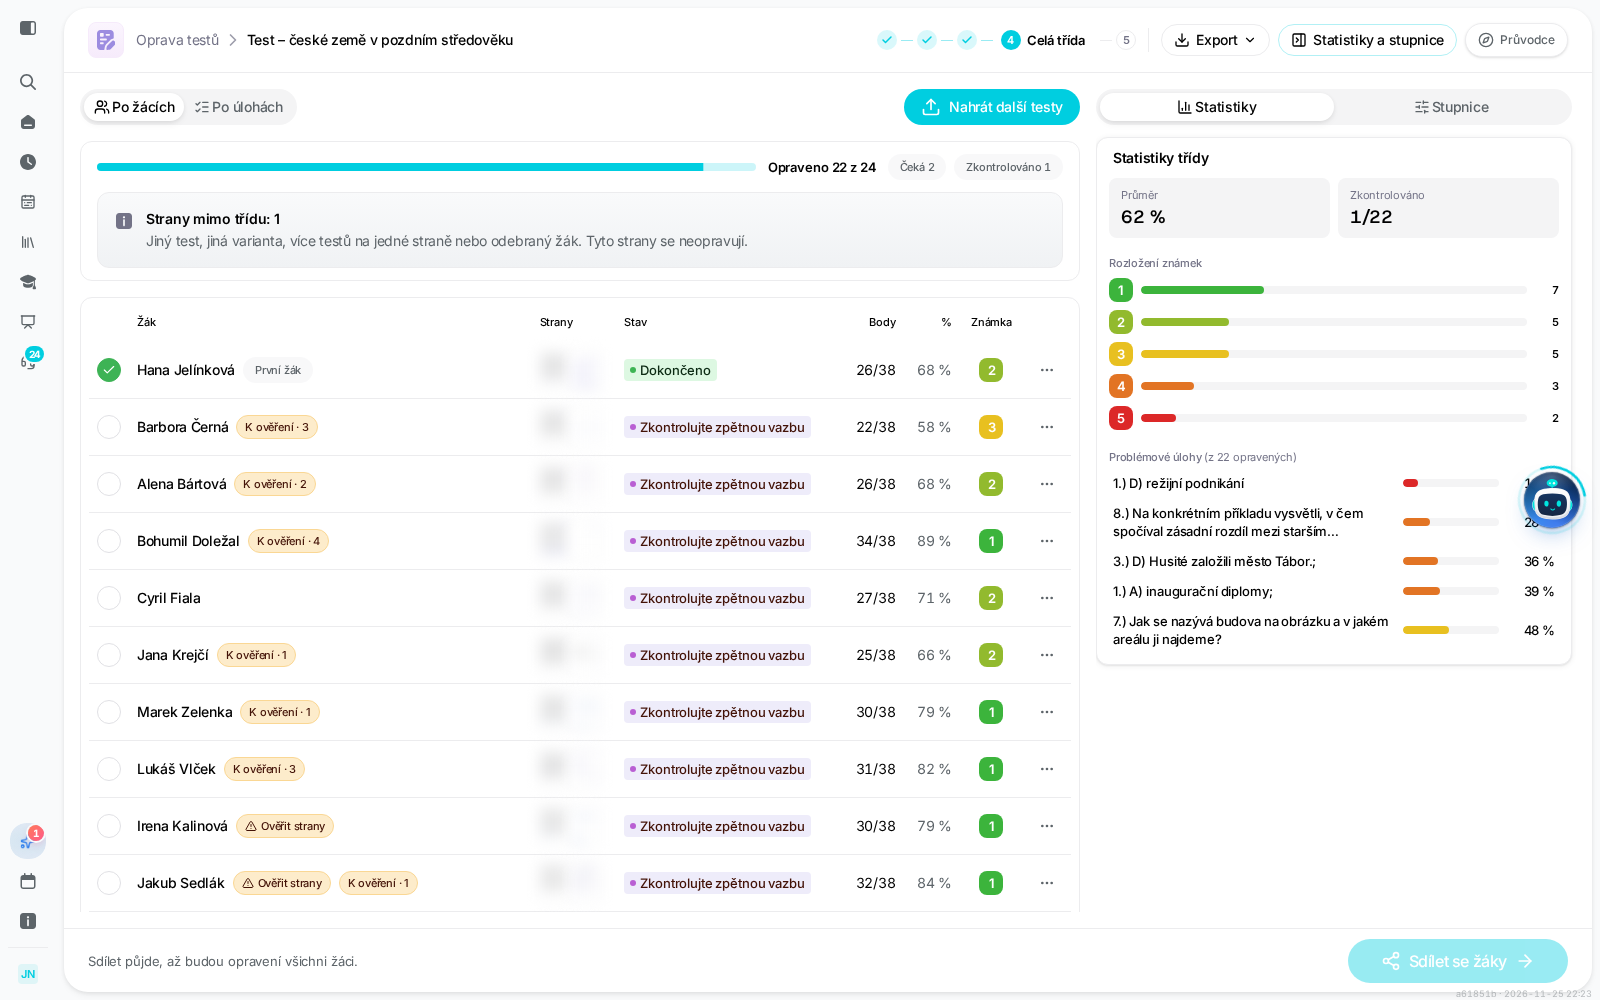 Oprava testů
Test – české země v pozdním středověku
4 Celá třída
5
Export
Statistiky a stupnice
Průvodce
Po žácích
Po úlohách
Nahrát další testy
Statistiky
Stupnice
Opraveno 22 z 24
Čeká 2
Zkontrolováno 1
Strany mimo třídu: 1
Jiný test, jiná varianta, více testů na jedné straně nebo odebraný žák. Tyto strany se neopravují.
Žák Strany Stav Body % Známka
Hana Jelínková První žák Dokončeno 26/38 68 % 2
Barbora Černá K ověření · 3 Zkontrolujte zpětnou vazbu 22/38 58 % 3
Alena Bártová K ověření · 2 Zkontrolujte zpětnou vazbu 26/38 68 % 2
Bohumil Doležal K ověření · 4 Zkontrolujte zpětnou vazbu 34/38 89 % 1
Cyril Fiala Zkontrolujte zpětnou vazbu 27/38 71 % 2
Jana Krejčí K ověření · 1 Zkontrolujte zpětnou vazbu 25/38 66 % 2
Marek Zelenka K ověření · 1 Zkontrolujte zpětnou vazbu 30/38 79 % 1
Lukáš Vlček K ověření · 3 Zkontrolujte zpětnou vazbu 31/38 82 % 1
Irena Kalinová Ověřit strany Zkontrolujte zpětnou vazbu 30/38 79 % 1
Jakub Sedlák Ověřit strany K ověření · 1 Zkontrolujte zpětnou vazbu 32/38 84 % 1
Statistiky třídy
Průměr
62 %
Zkontrolováno
1/22
Rozložení známek
1 7
2 5
3 5
4 3
5 2
Problémové úlohy (z 22 opravených)
1.) D) režijní podnikání
8.) Na konkrétním příkladu vysvětli, v čem
spočíval zásadní rozdíl mezi starším...
3.) D) Husité založili město Tábor.; 36 %
1.) A) inaugurační diplomy; 39 %
7.) Jak se nazývá budova na obrázku a v jakém
areálu ji najdeme? 48 %
24
1
JN
Sdílet půjde, až budou opravení všichni žáci.
Sdílet se žáky
a61851b · 2026-11-25 22:23